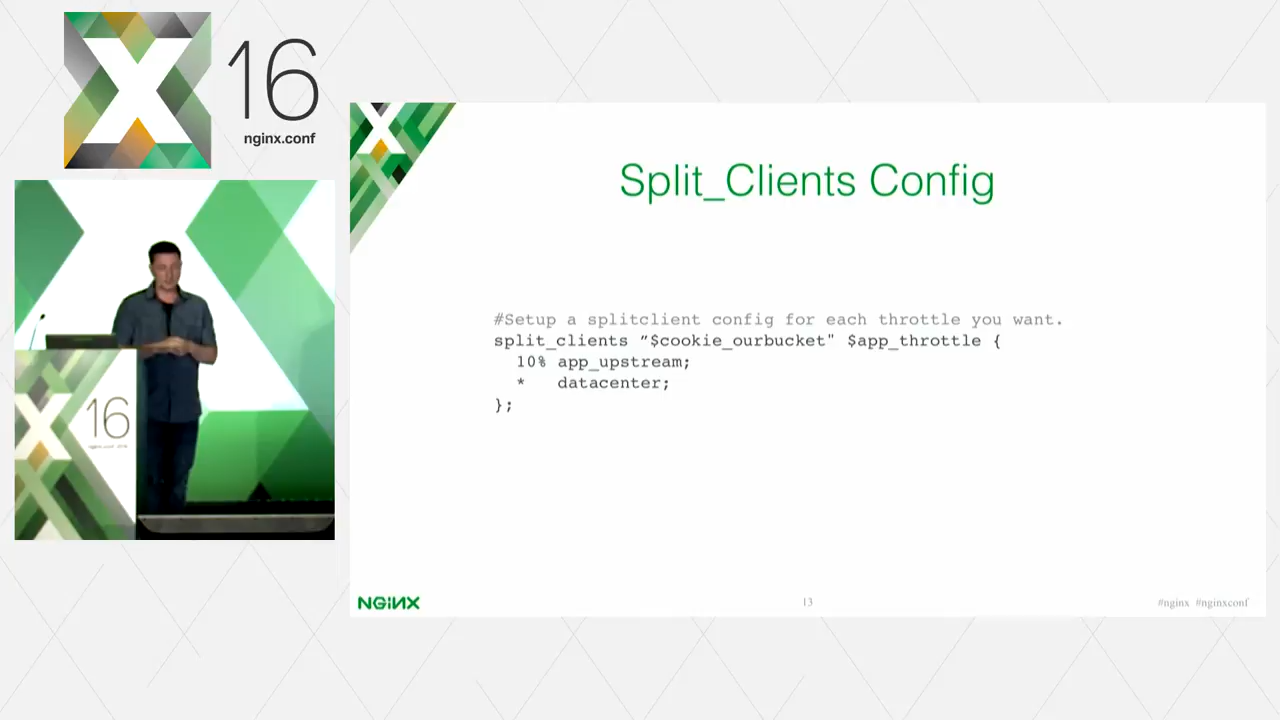 16
nginx.conf
Split_Clients Config
#Setup a splitclient config for each throttle you want.
split_clients “$cookie_ourbucket" $app_throttle {
10% app_upstream;
* datacenter;
};
16
NGINX
13
#nginx #nginxconf